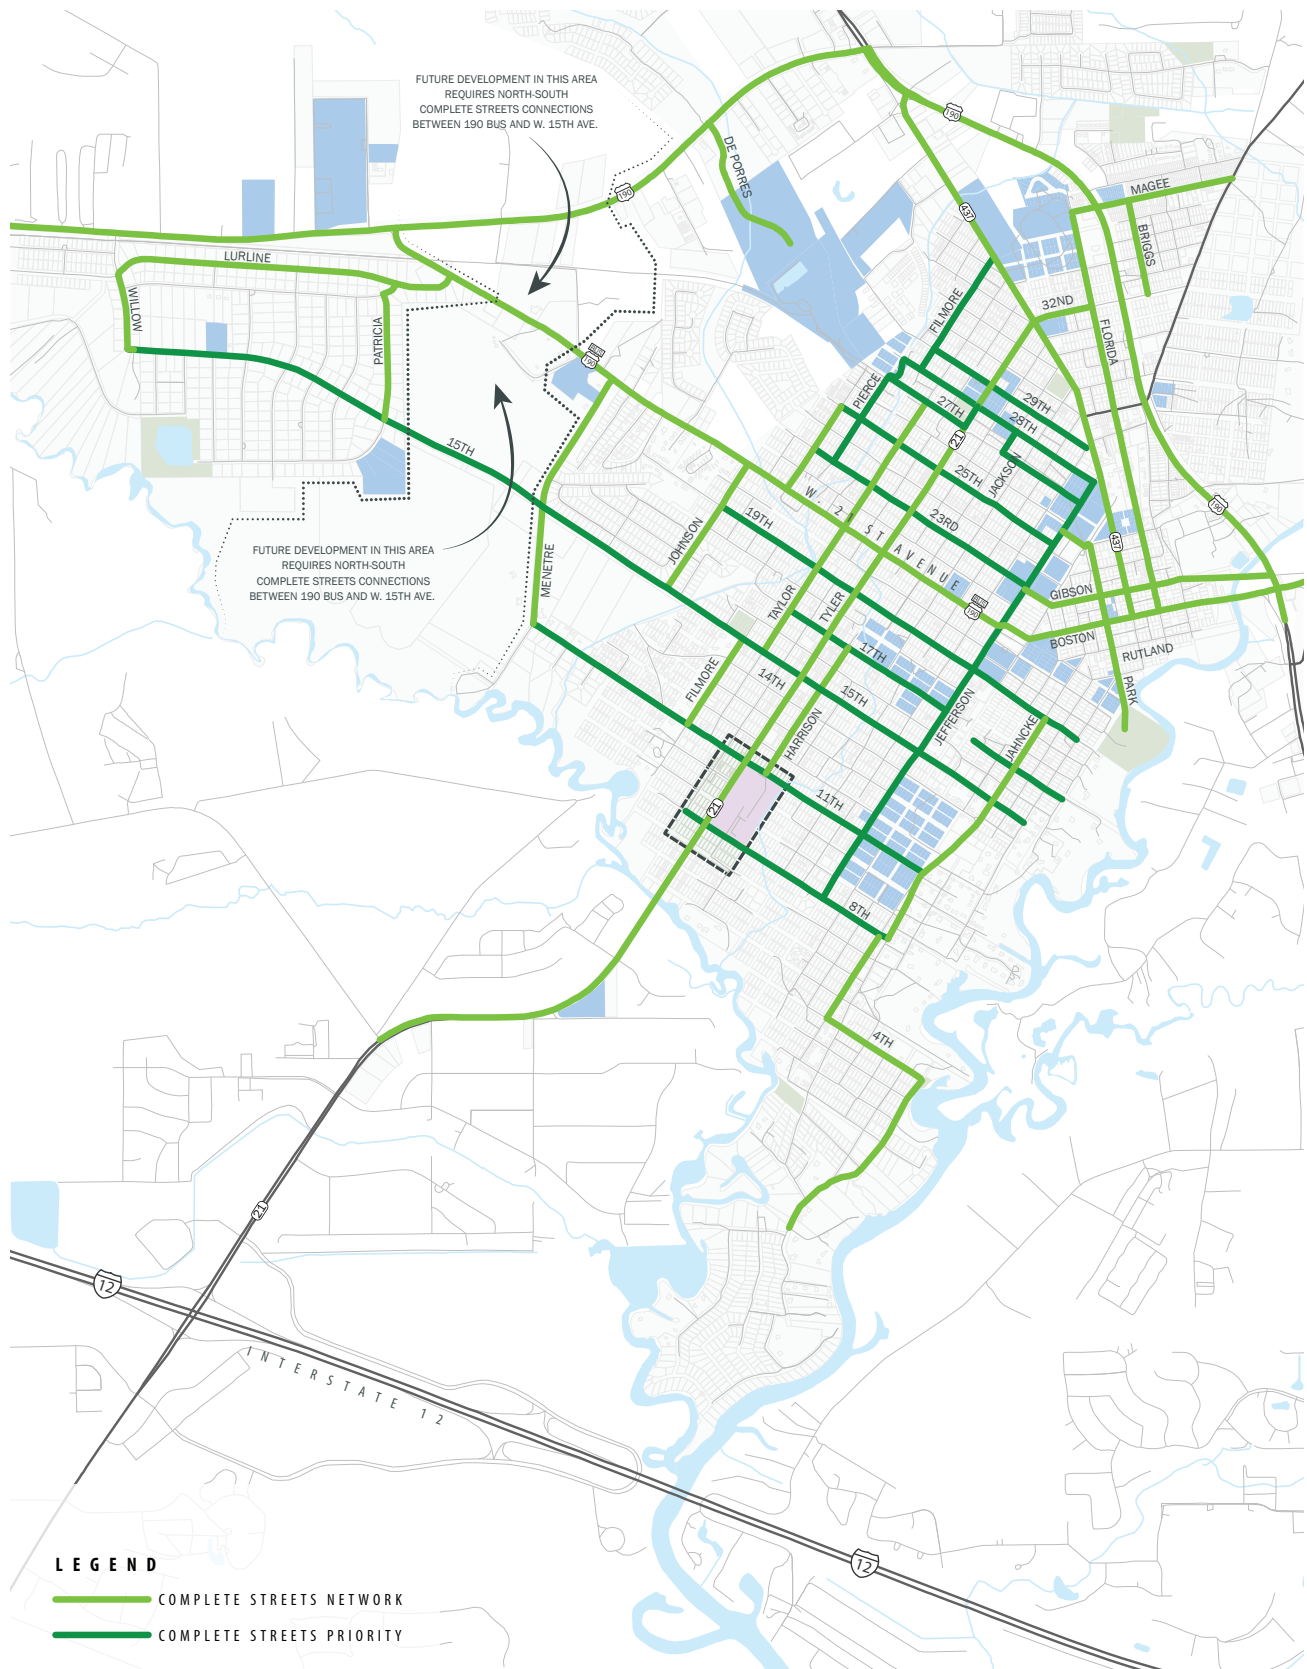 FUTURE DEVELOPMENT IN THIS AREA
REQUIRES NORTH-SOUTH
COMPLETE STREETS CONNECTIONS
BETWEEN 190 BUS AND W. 15TH AVE.
190
DE PORRES
190
MAGEE
437
BRIGGS
LURLINE
WILLOW
PATRICIA
FILMORE
32ND
FLORIDA
190
PIERCE
27TH
29TH
28TH
21
15TH
25TH
JACKSON
W. 21ST AVENUE
19TH
23RD
190
JOHNSON
437
FUTURE DEVELOPMENT IN THIS AREA
REQUIRES NORTH-SOUTH
COMPLETE STREETS CONNECTIONS
BETWEEN 190 BUS AND W. 15TH AVE.
MENETRE
TAYLOR
TYLER
190
GIBSON
BOSTON
RUTLAND
17TH
FILMORE
14TH
15TH
PARK
HARRISON
JEFFERSON
JAHNCKE
21
11TH
8TH
4TH
21
12
INTERSTATE 12
12
LEGEND
COMPLETE STREETS NETWORK
COMPLETE STREETS PRIORITY